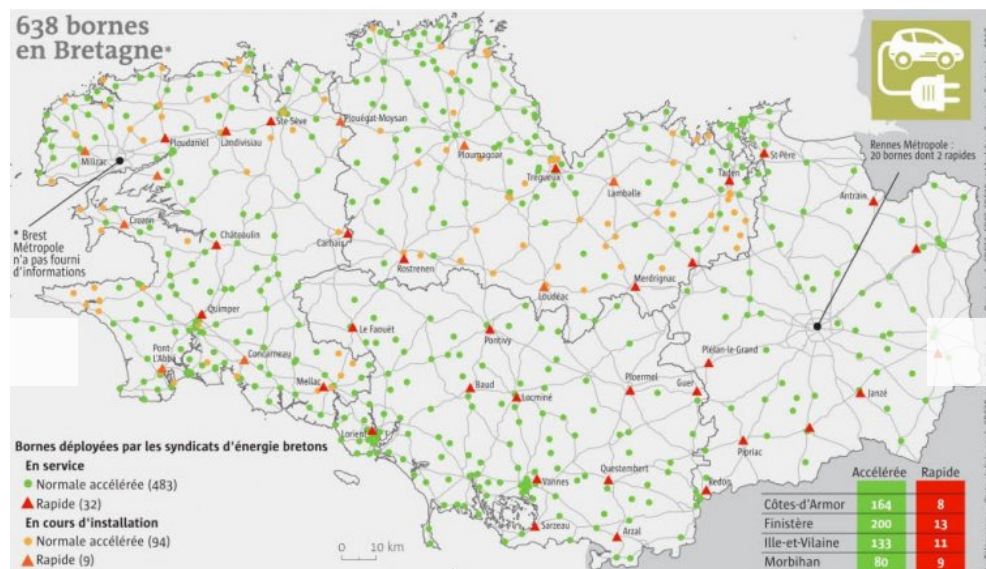 638 bornes
en Bretagne*
Ste-Sève
Plouégat-Moysan
Ploudaniel
Landivisiau
Milizac
Ploumagoar
Trégueux
Lamballe
Taden
St-Père
Rennes Métropole :
20 bornes dont 2 rapides
Antrain
Crozon
* Brest
Métropole
n'a pas fourni
d'informations
Châteaulin
Carhaix
Rostrenen
Loudéac
Merdrignac
Quimper
Le Faouët
Pontivy
Pont-
L'Abbé
Concarneau
Mellac
Plélan-le-Grand
Baud
Locminé
Ploermel
Guer
Janzé
Lorient
Pipriac
Bornes déployées par les syndicats d'énergie bretons
En service
Normale accélérée (483)
Rapide (32)
En cours d'installation
Normale accélérée (94)
Rapide (9)
0 10 km
Vannes
Questembert
Redon
Sarzeau
Arzal
Accélérée Rapide
Côtes-d'Armor 164 8
Finistère 200 13
Ille-et-Vilaine 133 11
Morbihan 80 9